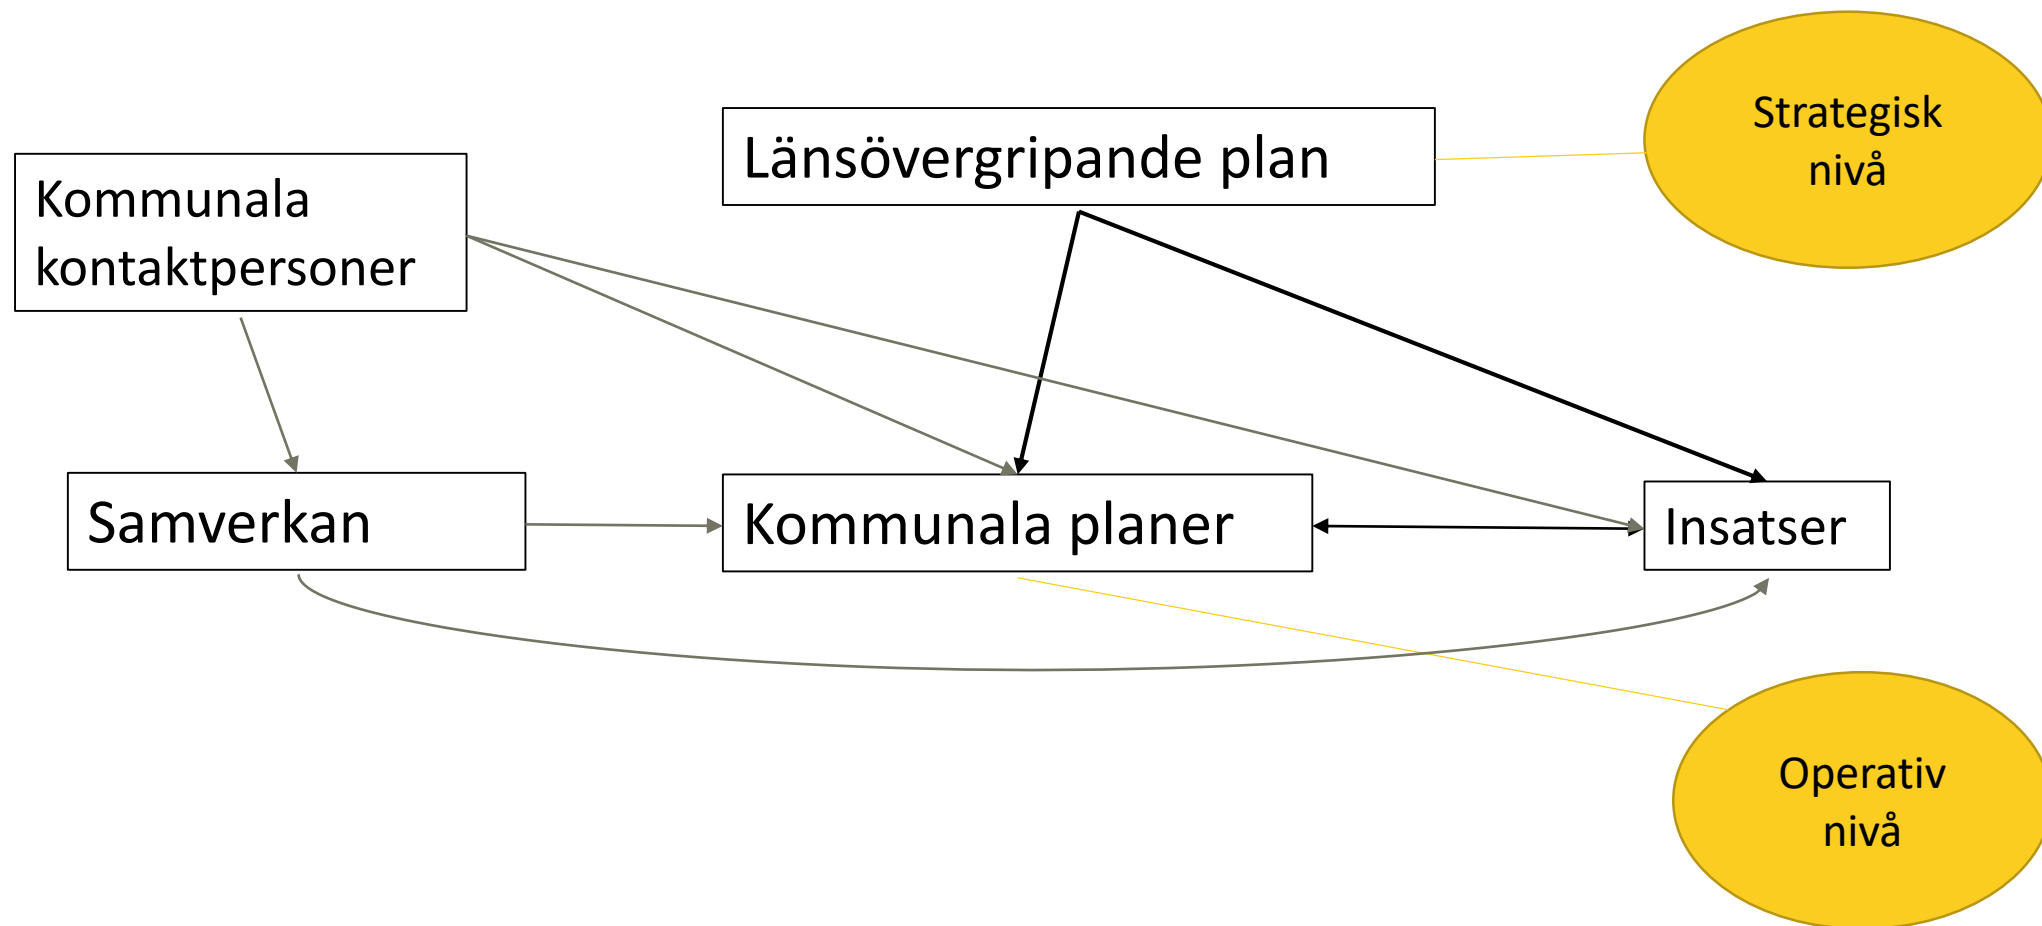 Strategisk
nivå
Länsövergripande plan
Kommunala
kontaktpersoner
Samverkan
Kommunala planer
Insatser
Operativ
nivå